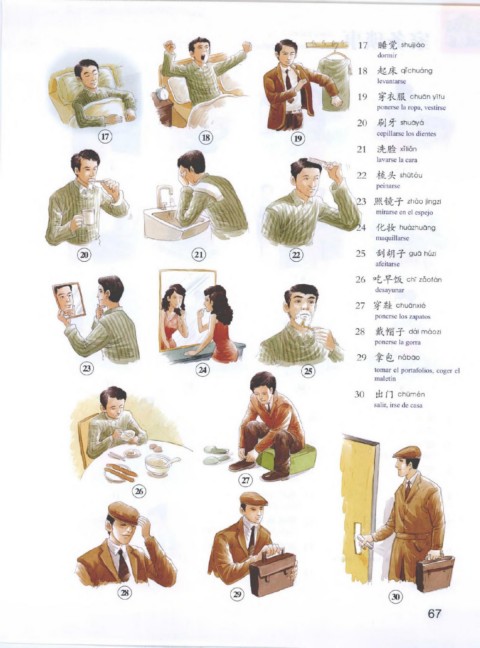 17 睡觉 shuìjiào
dormir
18 起床 qǐchuáng
levantarse
19 穿衣服 chuān yīfu
ponerse la ropa, vestirse
20 刷牙 shuāyá
cepillarse los dientes
21 洗脸 xǐliǎn
lavarse la cara
22 梳头 shūtóu
peinarse
23 照镜子 zhào jìngzi
mirarse en el espejo
24 化妆 huàzhuāng
maquillarse
25 刮胡子 guā húzi
afeitarse
26 吃早饭 chī zǎofàn
desayunar
27 穿鞋 chuānxié
ponerse los zapatos
28 戴帽子 dài màozi
ponerse la gorra
29 拿包 nábāo
tomar el portafolios, coger el
maletín
30 出门 chūmén
salir, irse de casa
17
18
19
20
21
22
23
24
25
26
27
28
29
30
67